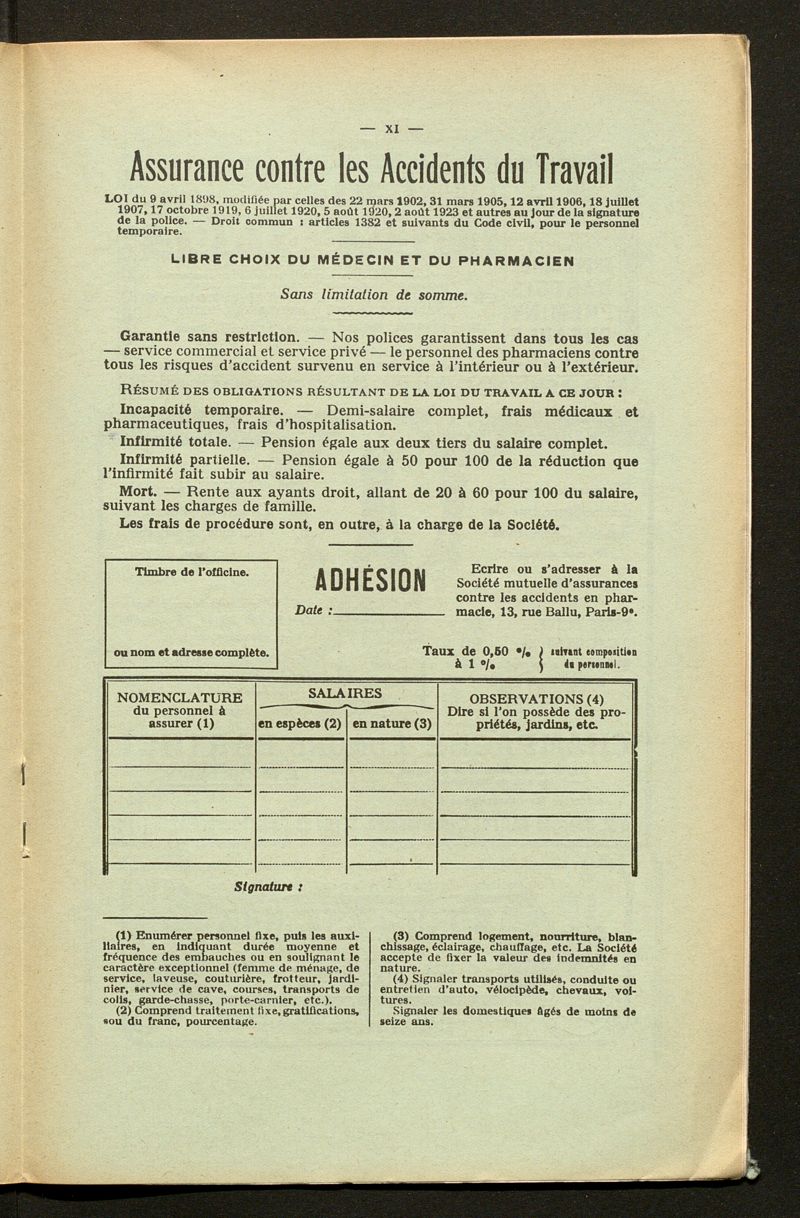 — XI —
Assurance contre les Accidents du Travail
LOI du 9 avril 1898, modifiée par celles des 22 mars 1902, 31 mars 1905, 12 avril 1906, 18 juillet
1907, 17 octobre 1919, 6 juillet 1920, 5 août 1920, 2 août 1923 et autres au jour de la signature
de la police. — Droit commun : articles 1382 et suivants du Code civil, pour le personnel
temporaire.
LIBRE CHOIX DU MÉDECIN ET DU PHARMACIEN
Sans limitation de somme.
Garantie sans restriction. — Nos polices garantissent dans tous les cas
— service commercial et service privé — le personnel des pharmaciens contre
tous les risques d'accident survenu en service à l'intérieur ou à l'extérieur.
RÉSUMÉ DES OBLIGATIONS RÉSULTANT DE LA LOI DU TRAVAIL A CE JOUR :
Incapacité temporaire. — Demi-salaire complet, frais médicaux et
pharmaceutiques, frais d'hospitalisation.
Infirmité totale. — Pension égale aux deux tiers du salaire complet.
Infirmité partielle. — Pension égale à 50 pour 100 de la réduction que
l'infirmité fait subir au salaire.
Mort. — Rente aux ayants droit, allant de 20 à 60 pour 100 du salaire,
suivant les charges de famille.
Les frais de procédure sont, en outre, à la charge de la Société.
Timbre de l'officine.
ou nom et adresse complète.
ADHÉSION
Date :
Ecrire ou s'adresser à la
Société mutuelle d'assurances
contre les accidents en phar-
macie, 13, rue Ballu, Paris-9e.
Taux de 0,50 % } suivant composition
à 1 % } du personnel.
NOMENCLATURE
du personnel à
assurer (1)
SALAIRES
en espèces (2)
en nature (3)
OBSERVATIONS (4)
Dire si l'on possède des pro-
priétés, jardins, etc.
Signature :
(1) Enumérer personnel fixe, puis les auxi-
liaires, en indiquant durée moyenne et
fréquence des embauches ou en soulignant le
caractère exceptionnel (femme de ménage, de
service, laveuse, couturière, frotteur, jardi-
nier, service de cave, courses, transports de
colis, garde-chasse, porte-carnier, etc.).
(2) Comprend traitement fixe, gratifications,
sou du franc, pourcentage.
(3) Comprend logement, nourriture, blan-
chissage, éclairage, chauffage, etc. La Société
accepte de fixer la valeur des indemnités en
nature.
(4) Signaler transports utilisés, conduite ou
entretien d'auto, vélocipède, chevaux, voi-
tures.
Signaler les domestiques âgés de moins de
seize ans.